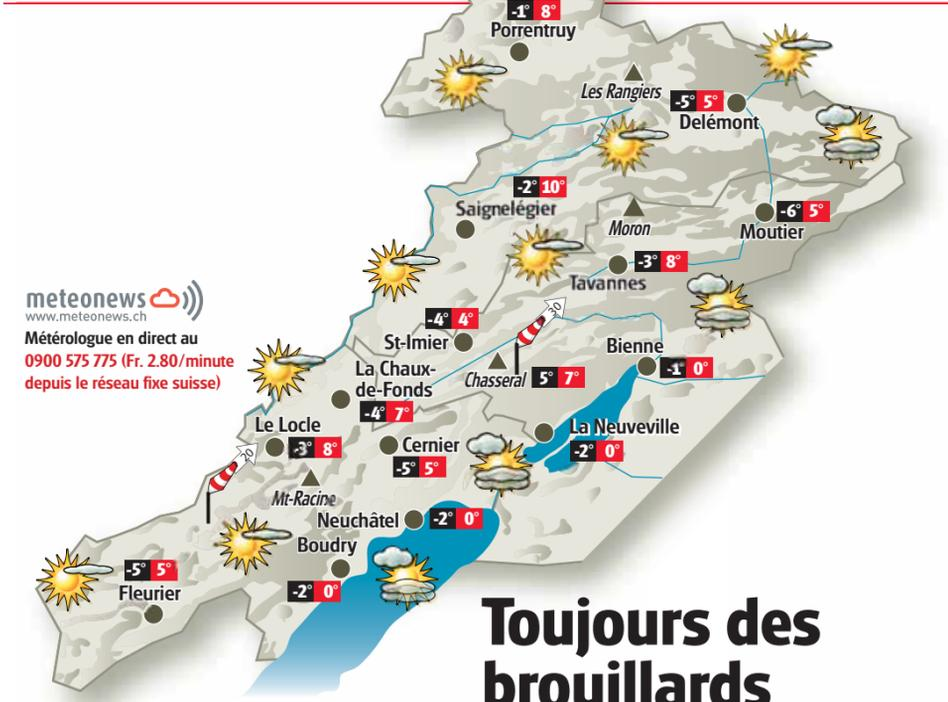 -1° 8°
Porrentruy
Les Rangiers
-5° 5°
Delémont
-2° 10°
Saignelégier
Moron
-6° 5°
Moutier
-3° 8°
Tavannes
meteonews
www.meteonews.ch
Météorologue en direct au
0900 575 775 (Fr. 2.80/minute
depuis le réseau fixe suisse)
-4° 4°
St-Imier
30
Bienne
-1° 0°
Chasseral 5° 7°
La Chaux-
de-Fonds
-4° 7°
Le Locle
-3° 8°
Cernier
-5° 5°
La Neuveville
-2° 0°
20
Mt-Racine
Neuchâtel -2° 0°
Boudry
-2° 0°
-5° 5°
Fleurier
Toujours des
brouillards